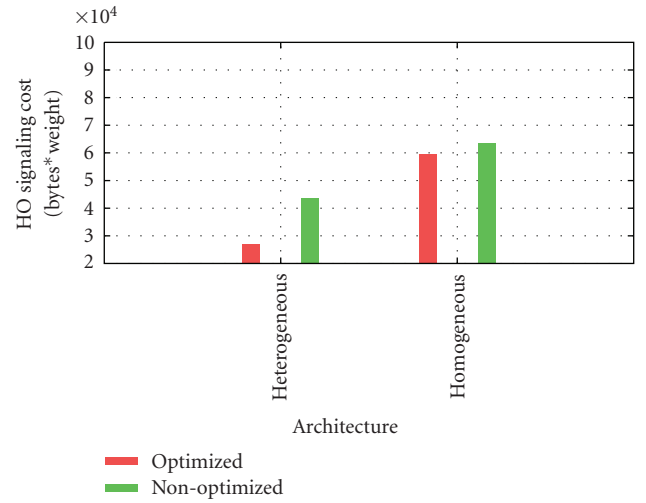 ×10⁴
10
9
8
7
6
5
4
3
2
HO signaling cost
(bytes*weight)
Heterogeneous
Homogeneous
Architecture
Optimized
Non-optimized